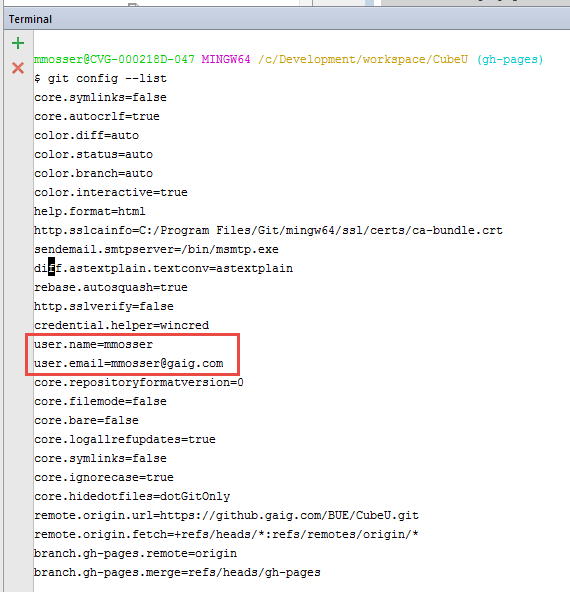 Terminal
mmosser@CVG-000218D-047 MINGW64 /c/Development/workspace/CubeU (gh-pages)
$ git config --list
core.symlinks=false
core.autocrlf=true
color.diff=auto
color.status=auto
color.branch=auto
color.interactive=true
help.format=html
http.sslcainfo=C:/Program Files/Git/mingw64/ssl/certs/ca-bundle.crt
sendemail.smtpserver=/bin/msmtp.exe
diff.astextplain.textconv=astextplain
rebase.autosquash=true
http.sslverify=false
credential.helper=wincred
user.name=mmosser
user.email=mmosser@gaig.com
core.repositoryformatversion=0
core.filemode=false
core.bare=false
core.logallrefupdates=true
core.symlinks=false
core.ignorecase=true
core.hidedotfiles=dotGitOnly
remote.origin.url=https://github.gaig.com/BUE/CubeU.git
remote.origin.fetch=+refs/heads/*:refs/remotes/origin/*
branch.gh-pages.remote=origin
branch.gh-pages.merge=refs/heads/gh-pages